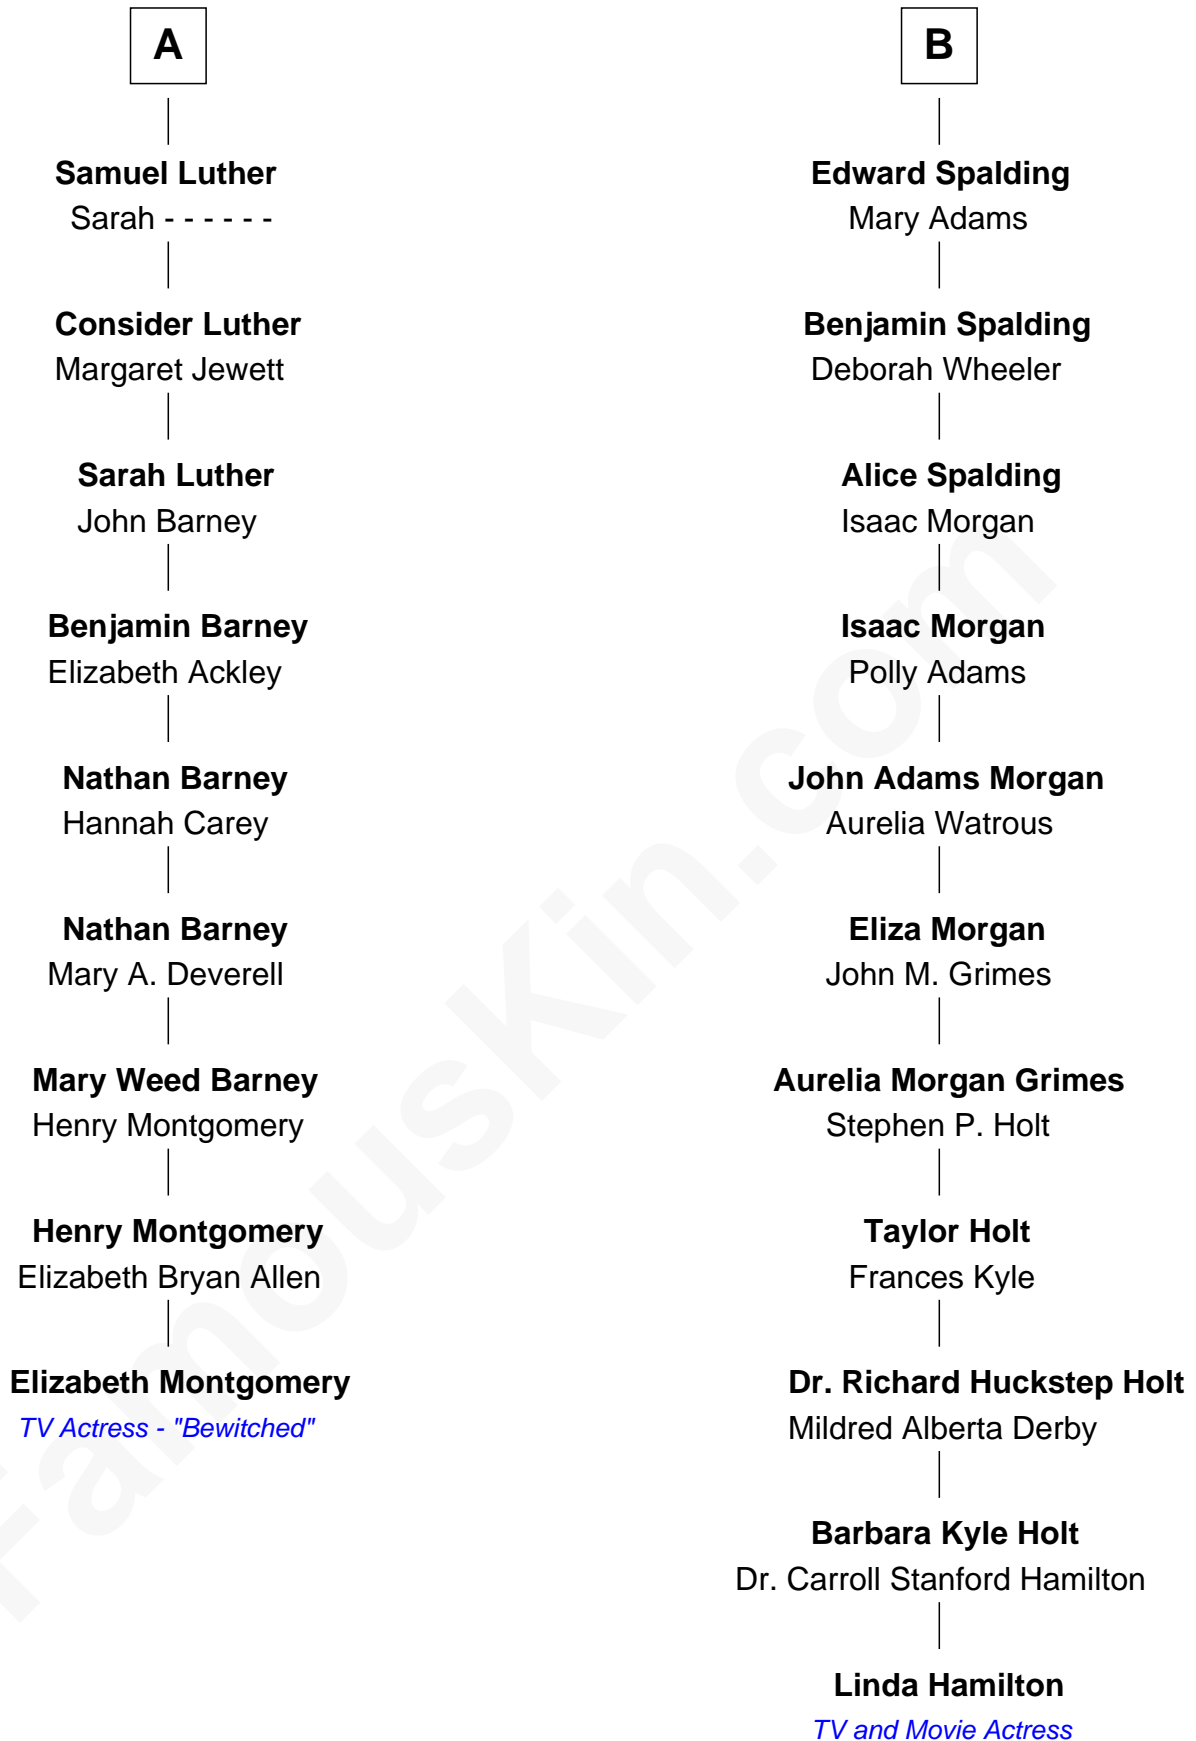 A
Samuel Luther
Sarah - - - - - -
Consider Luther
Margaret Jewett
Sarah Luther
John Barney
Benjamin Barney
Elizabeth Ackley
Nathan Barney
Hannah Carey
Nathan Barney
Mary A. Deverell
Mary Weed Barney
Henry Montgomery
Henry Montgomery
Elizabeth Bryan Allen
Elizabeth Montgomery
TV Actress - "Bewitched"
B
Edward Spalding
Mary Adams
Benjamin Spalding
Deborah Wheeler
Alice Spalding
Isaac Morgan
Isaac Morgan
Polly Adams
John Adams Morgan
Aurelia Watrous
Eliza Morgan
John M. Grimes
Aurelia Morgan Grimes
Stephen P. Holt
Taylor Holt
Frances Kyle
Dr. Richard Huckstep Holt
Mildred Alberta Derby
Barbara Kyle Holt
Dr. Carroll Stanford Hamilton
Linda Hamilton
TV and Movie Actress
FamousKin.com